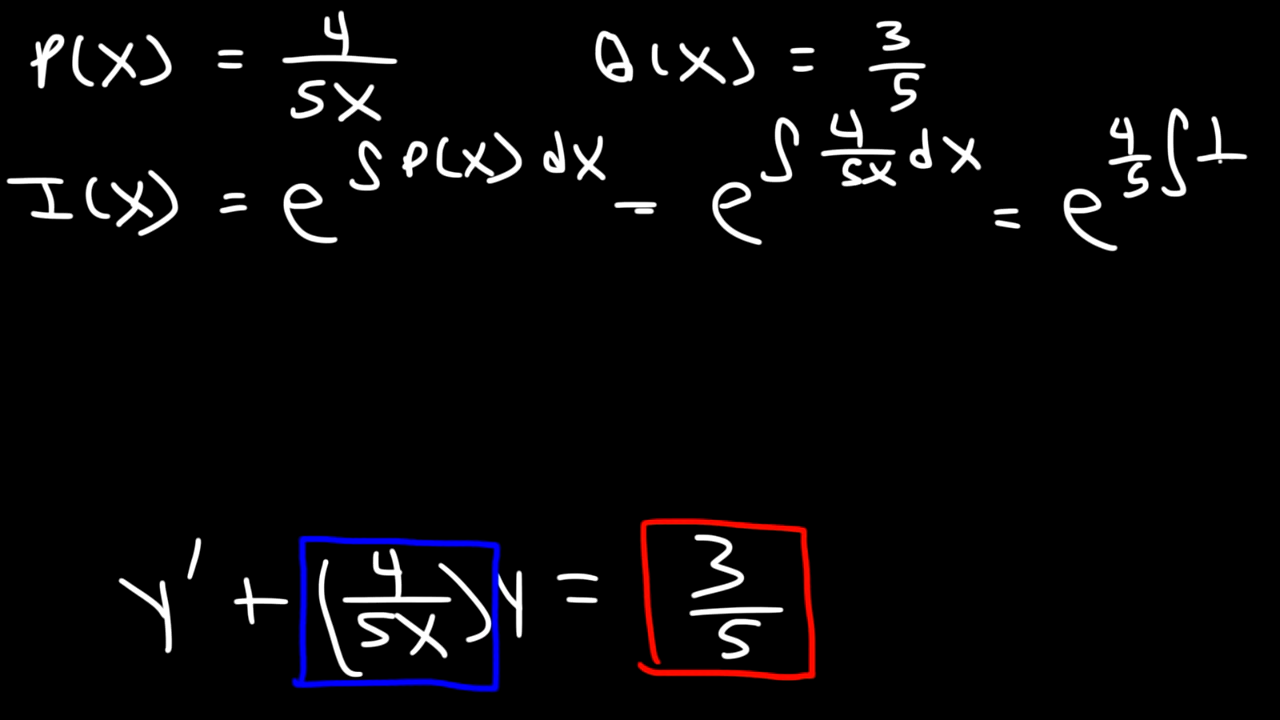 P(X) = 4/5X Q(X) = 3/5
I(X) = e^∫P(X)dX = e^∫4/5X dX = e^4/5∫1/
y' + (4/5X)y = 3/5